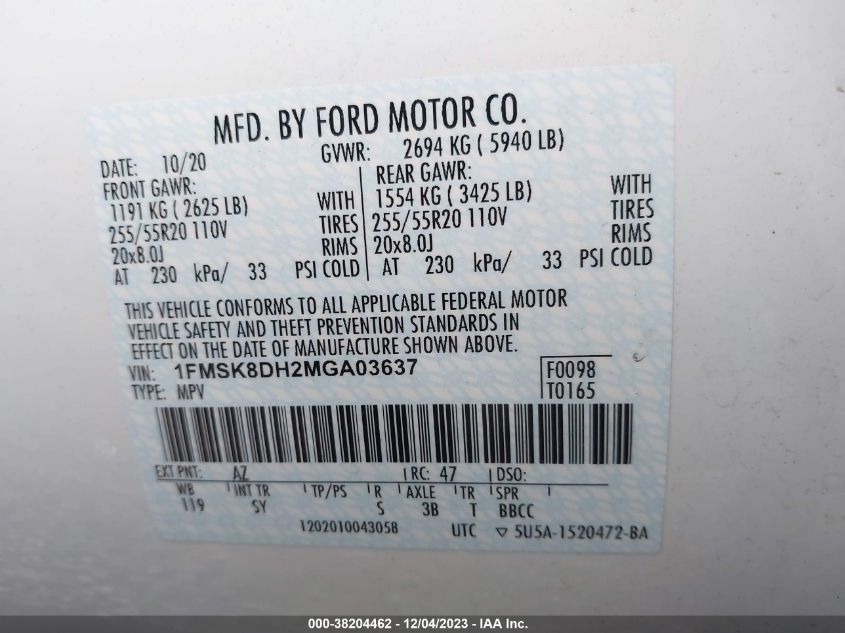 MFD. BY FORD MOTOR CO.
DATE: 10/20 GVWR: 2694 KG ( 5940 LB)
FRONT GAWR: REAR GAWR:
1191 KG ( 2625 LB) WITH 1554 KG ( 3425 LB) WITH
255/55R20 110V TIRES 255/55R20 110V TIRES
20x8.0J RIMS 20x8.0J RIMS
AT 230 kPa/ 33 PSI COLD AT 230 kPa/ 33 PSI COLD
THIS VEHICLE CONFORMS TO ALL APPLICABLE FEDERAL MOTOR
VEHICLE SAFETY AND THEFT PREVENTION STANDARDS IN
EFFECT ON THE DATE OF MANUFACTURE SHOWN ABOVE.
VIN: 1FMSK8DH2MGA03637 F0098
TYPE: MPV T0165
EXT PNT: AZ RC: 47 DSO:
WB INT TR TP/PS R AXLE TR SPR
119 SY S 3B T BBCC
1202010043058 UTC ▽ 5U5A-1520472-BA
000-38204462 - 12/04/2023 - IAA Inc.